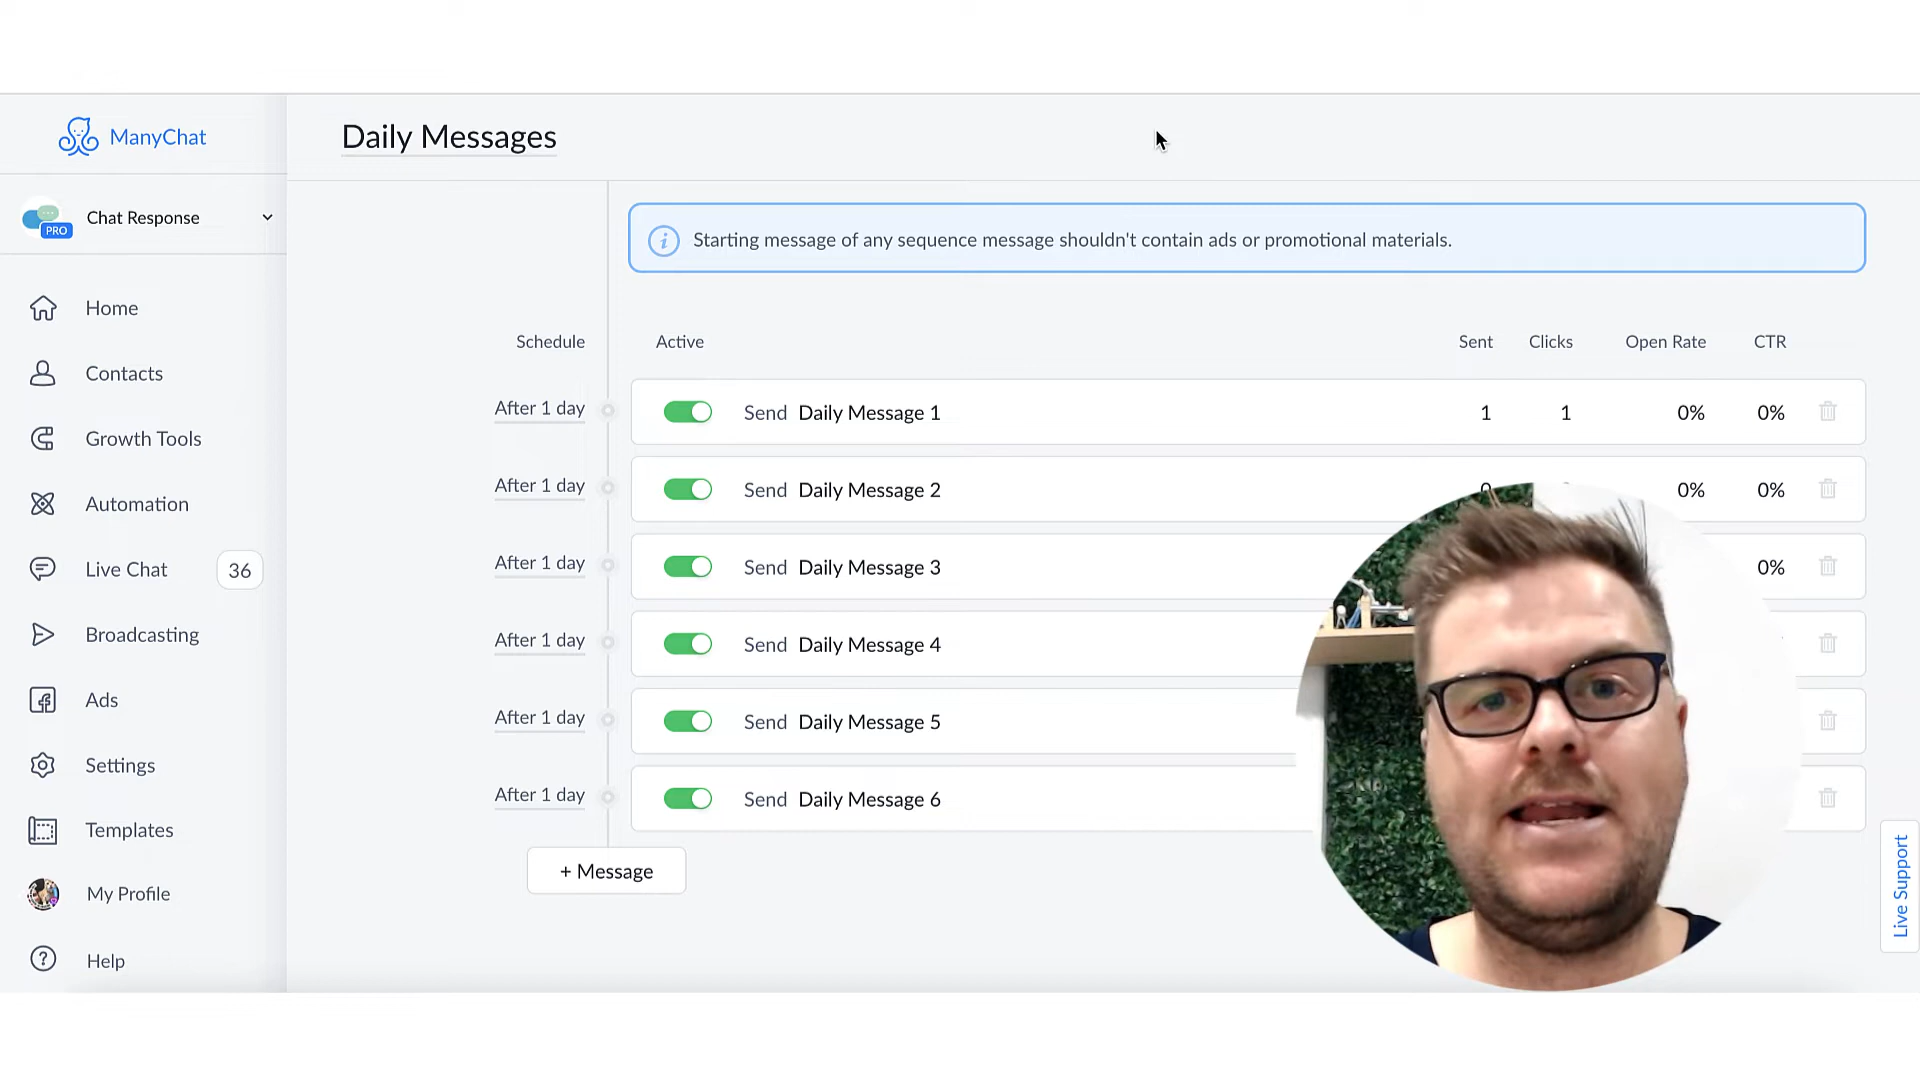 ManyChat
Daily Messages
PRO
Chat Response
Starting message of any sequence message shouldn't contain ads or promotional materials.
Home
Contacts
Growth Tools
Automation
Live Chat 36
Broadcasting
Ads
Settings
Templates
My Profile
Help
Schedule Active Sent Clicks Open Rate CTR
After 1 day Send Daily Message 1 1 1 0% 0%
After 1 day Send Daily Message 2 0% 0%
After 1 day Send Daily Message 3 0%
After 1 day Send Daily Message 4
After 1 day Send Daily Message 5
After 1 day Send Daily Message 6
+ Message
Live Support